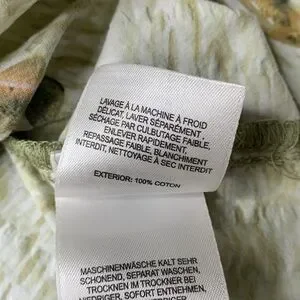 LAVAGE À LA MACHINE À FROID
DÉLICAT, LAVER SÉPARÉMENT.
SÉCHAGE PAR CULBUTAGE FAIBLE,
ENLEVER RAPIDEMENT,
REPASSAGE FAIBLE, BLANCHIMENT
INTERDIT, NETTOYAGE À SEC INTERDIT
EXTERIOR: 100% COTON
MASCHINENWÄSCHE KALT SEHR
SCHONEND, SEPARAT WASCHEN,
TROCKNEN IM TROCKNER BEI
NIEDRIGER, SOFORT ENTNEHMEN,